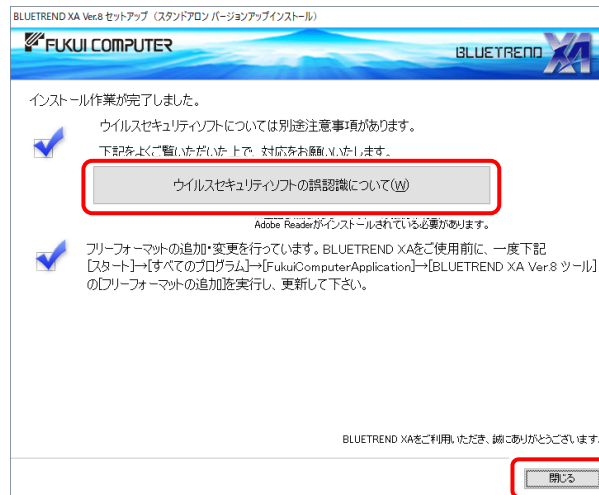 BLUETREND XA Ver.8 セットアップ (スタンドアロン バージョンアップインストール)
FUKUI COMPUTER
BLUETREND XA
インストール作業が完了しました。
ウイルスセキュリティソフトについては別途注意事項があります。
下記をよくご覧いただいた上で、対応をお願いいたします。
ウイルスセキュリティソフトの誤認識について(W)
Adobe Readerがインストールされている必要があります。
フリーフォーマットの追加・変更を行っています。BLUETREND XAをご使用前に、一度下記
[スタート]→[すべてのプログラム]→[FukuiComputerApplication]→[BLUETREND XA Ver.8 ツール]
の[フリーフォーマットの追加]を実行し、更新して下さい。
BLUETREND XAをご利用いただき、誠にありがとうございます。
閉じる